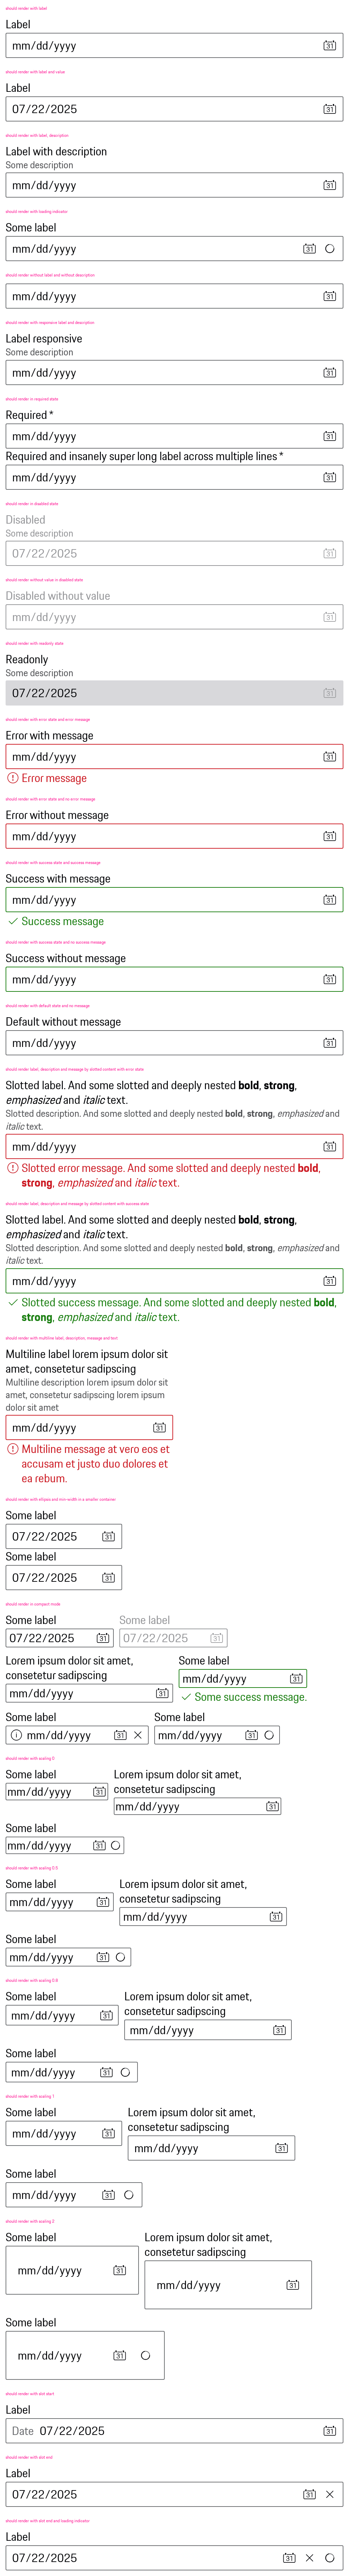 should render with label
Label
mm/dd/yyyy
should render with label and value
Label
07/22/2025
should render with label, description
Label with description
Some description
mm/dd/yyyy
should render with loading indicator
Some label
mm/dd/yyyy
should render without label and without description
mm/dd/yyyy
should render with responsive label and description
Label responsive
Some description
mm/dd/yyyy
should render in required state
Required *
mm/dd/yyyy
Required and insanely super long label across multiple lines *
mm/dd/yyyy
should render in disabled state
Disabled
Some description
07/22/2025
should render without value in disabled state
Disabled without value
mm/dd/yyyy
should render with readonly state
Readonly
Some description
07/22/2025
should render with error state and error message
Error with message
mm/dd/yyyy
Error message
should render with error state and no error message
Error without message
mm/dd/yyyy
should render with success state and success message
Success with message
mm/dd/yyyy
Success message
should render with success state and no success message
Success without message
mm/dd/yyyy
should render with default state and no message
Default without message
mm/dd/yyyy
should render label, description and message by slotted content with error state
Slotted label. And some slotted and deeply nested bold, strong,
emphasized and italic text.
Slotted description. And some slotted and deeply nested bold, strong, emphasized and
italic text.
mm/dd/yyyy
Slotted error message. And some slotted and deeply nested bold,
strong, emphasized and italic text.
should render label, description and message by slotted content with success state
Slotted label. And some slotted and deeply nested bold, strong,
emphasized and italic text.
Slotted description. And some slotted and deeply nested bold, strong, emphasized and
italic text.
mm/dd/yyyy
Slotted success message. And some slotted and deeply nested bold,
strong, emphasized and italic text.
should render with multiline label, description, message and text
Multiline label lorem ipsum dolor sit
amet, consetetur sadipscing
Multiline description lorem ipsum dolor sit
amet, consetetur sadipscing lorem ipsum
dolor sit amet
mm/dd/yyyy
Multiline message at vero eos et
accusam et justo duo dolores et
ea rebum.
should render with ellipsis and min-width in a smaller container
Some label
07/22/2025
Some label
07/22/2025
should render in compact mode
Some label Some label
07/22/2025 07/22/2025
Lorem ipsum dolor sit amet, Some label
consetetur sadipscing mm/dd/yyyy
mm/dd/yyyy Some success message.
Some label Some label
mm/dd/yyyy mm/dd/yyyy
should render with scaling 0
Some label Lorem ipsum dolor sit amet,
mm/dd/yyyy consetetur sadipscing
mm/dd/yyyy
Some label
mm/dd/yyyy
should render with scaling 0.5
Some label Lorem ipsum dolor sit amet,
mm/dd/yyyy consetetur sadipscing
mm/dd/yyyy
Some label
mm/dd/yyyy
Some label Lorem ipsum dolor sit amet,
mm/dd/yyyy consetetur sadipscing
mm/dd/yyyy
Some label
mm/dd/yyyy
should render with scaling 1
Some label Lorem ipsum dolor sit amet,
mm/dd/yyyy consetetur sadipscing
mm/dd/yyyy
Some label
mm/dd/yyyy
should render with scaling 2
Some label Lorem ipsum dolor sit amet,
mm/dd/yyyy consetetur sadipscing
mm/dd/yyyy
Some label
mm/dd/yyyy
should render with slot start
Label
Date 07/22/2025
should render with slot end
Label
07/22/2025
should render with slot end and loading indicator
Label
07/22/2025